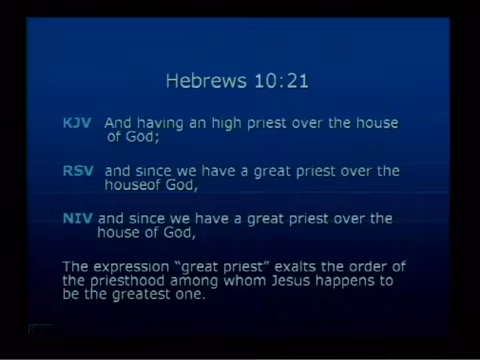 Hebrews 10:21
KJV And having an high priest over the house
of God;
RSV and since we have a great priest over the
houseof God,
NIV and since we have a great priest over the
house of God,
The expression “great priest” exalts the order of
the priesthood among whom Jesus happens to
be the greatest one.